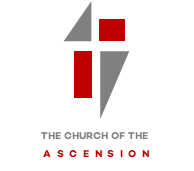 THE CHURCH OF THE
ASCENSION